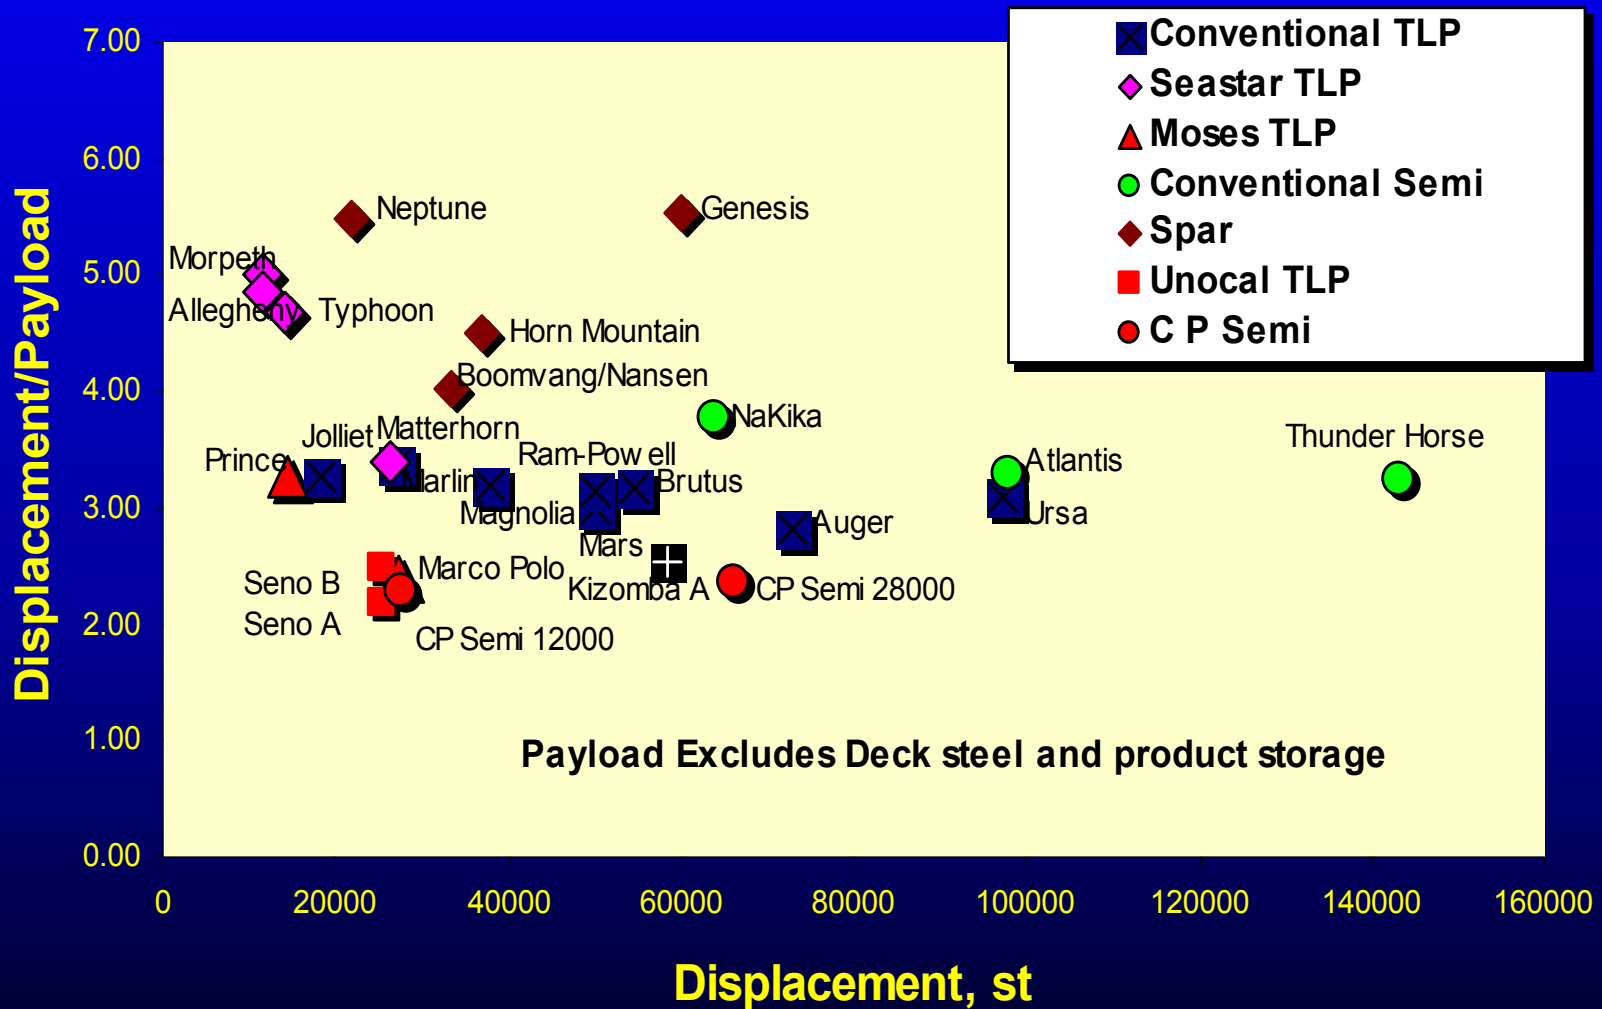 Conventional TLP
Seastar TLP
Moses TLP
Conventional Semi
Spar
Unocal TLP
C P Semi
Displacement/Payload
7.00
6.00
5.00
4.00
3.00
2.00
1.00
0.00
Neptune
Genesis
Morpeth
Allegheny
Typhoon
Horn Mountain
Boomvang/Nansen
NaKika
Matterhorn
Jolliet
Thunder Horse
Prince
Ram-Powell
Atlantis
Marlin
Brutus
Magnolia
Ursa
Auger
Mars
Marco Polo
Seno B
Kizomba A
CP Semi 28000
Seno A
CP Semi 12000
Payload Excludes Deck steel and product storage
0
20000
40000
60000
80000
100000
120000
140000
160000
Displacement, st